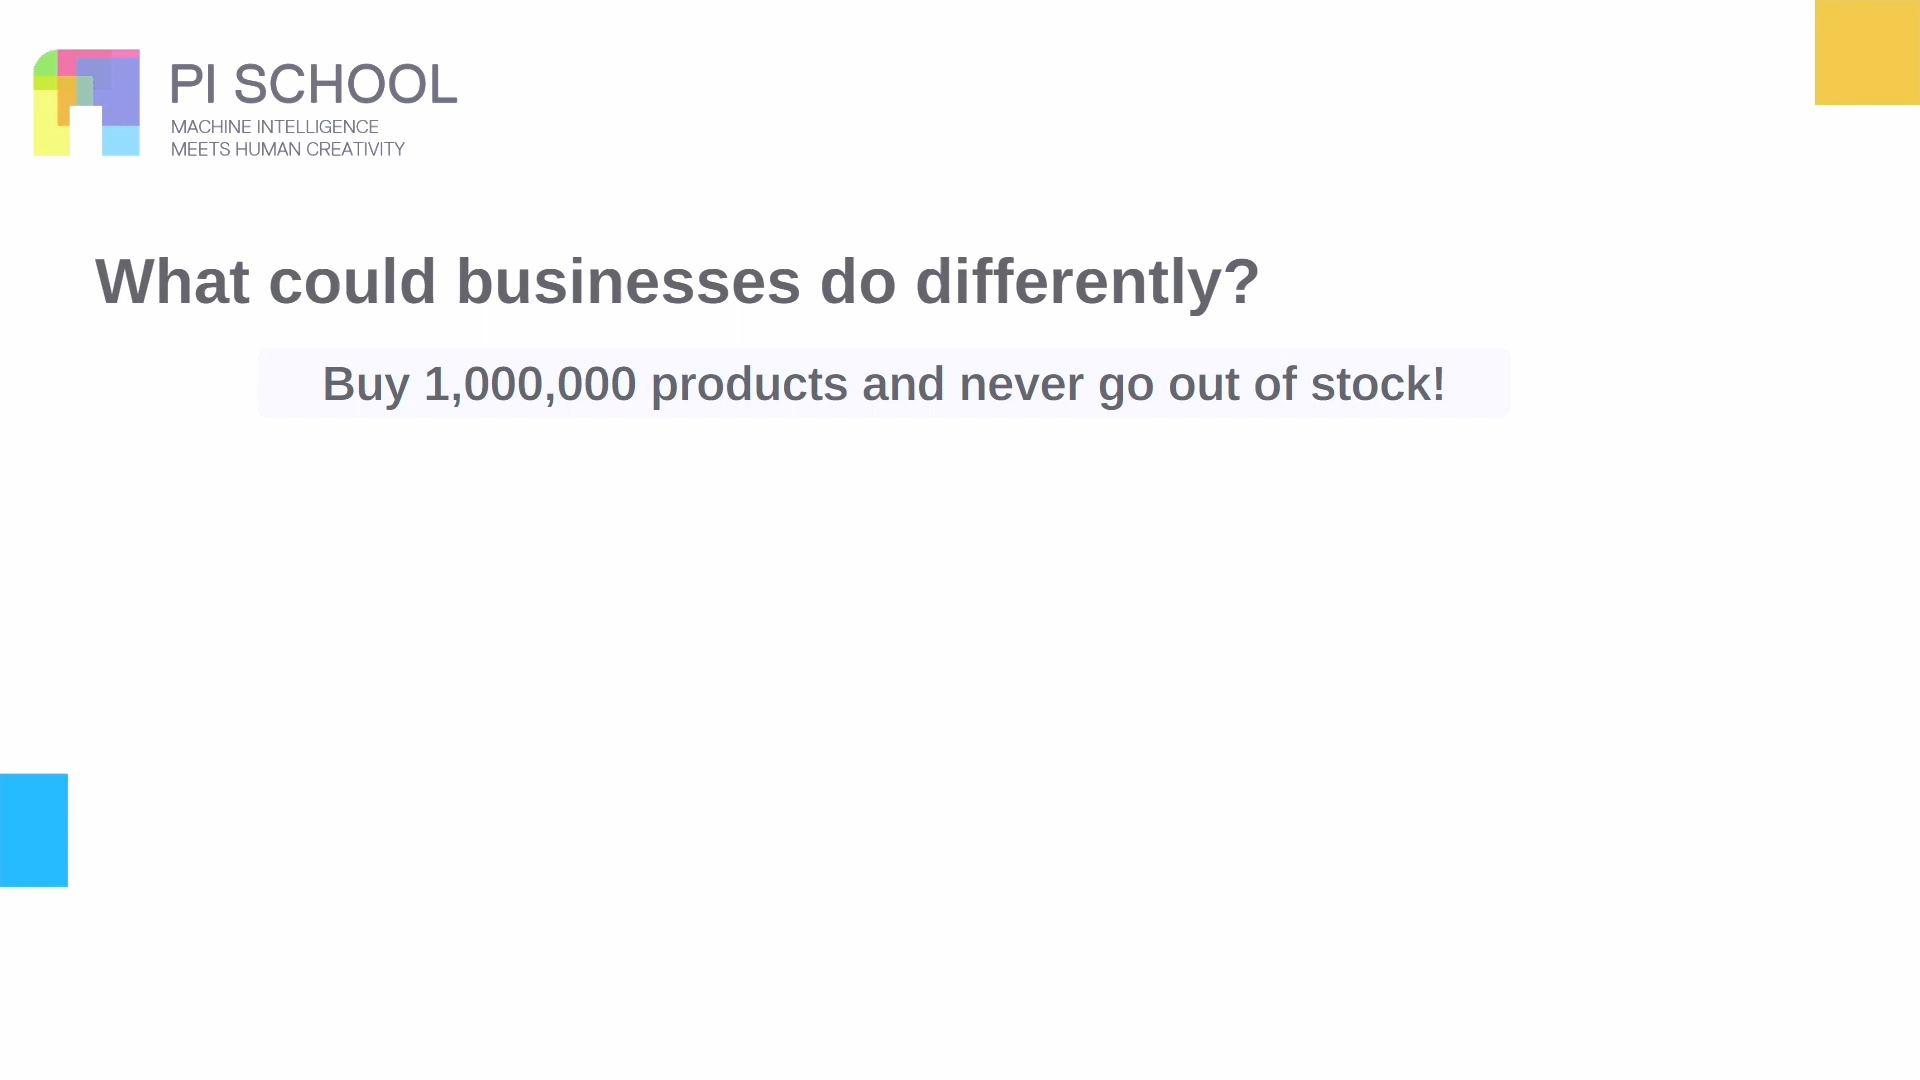 PI SCHOOL
MACHINE INTELLIGENCE
MEETS HUMAN CREATIVITY
What could businesses do differently?
Buy 1,000,000 products and never go out of stock!